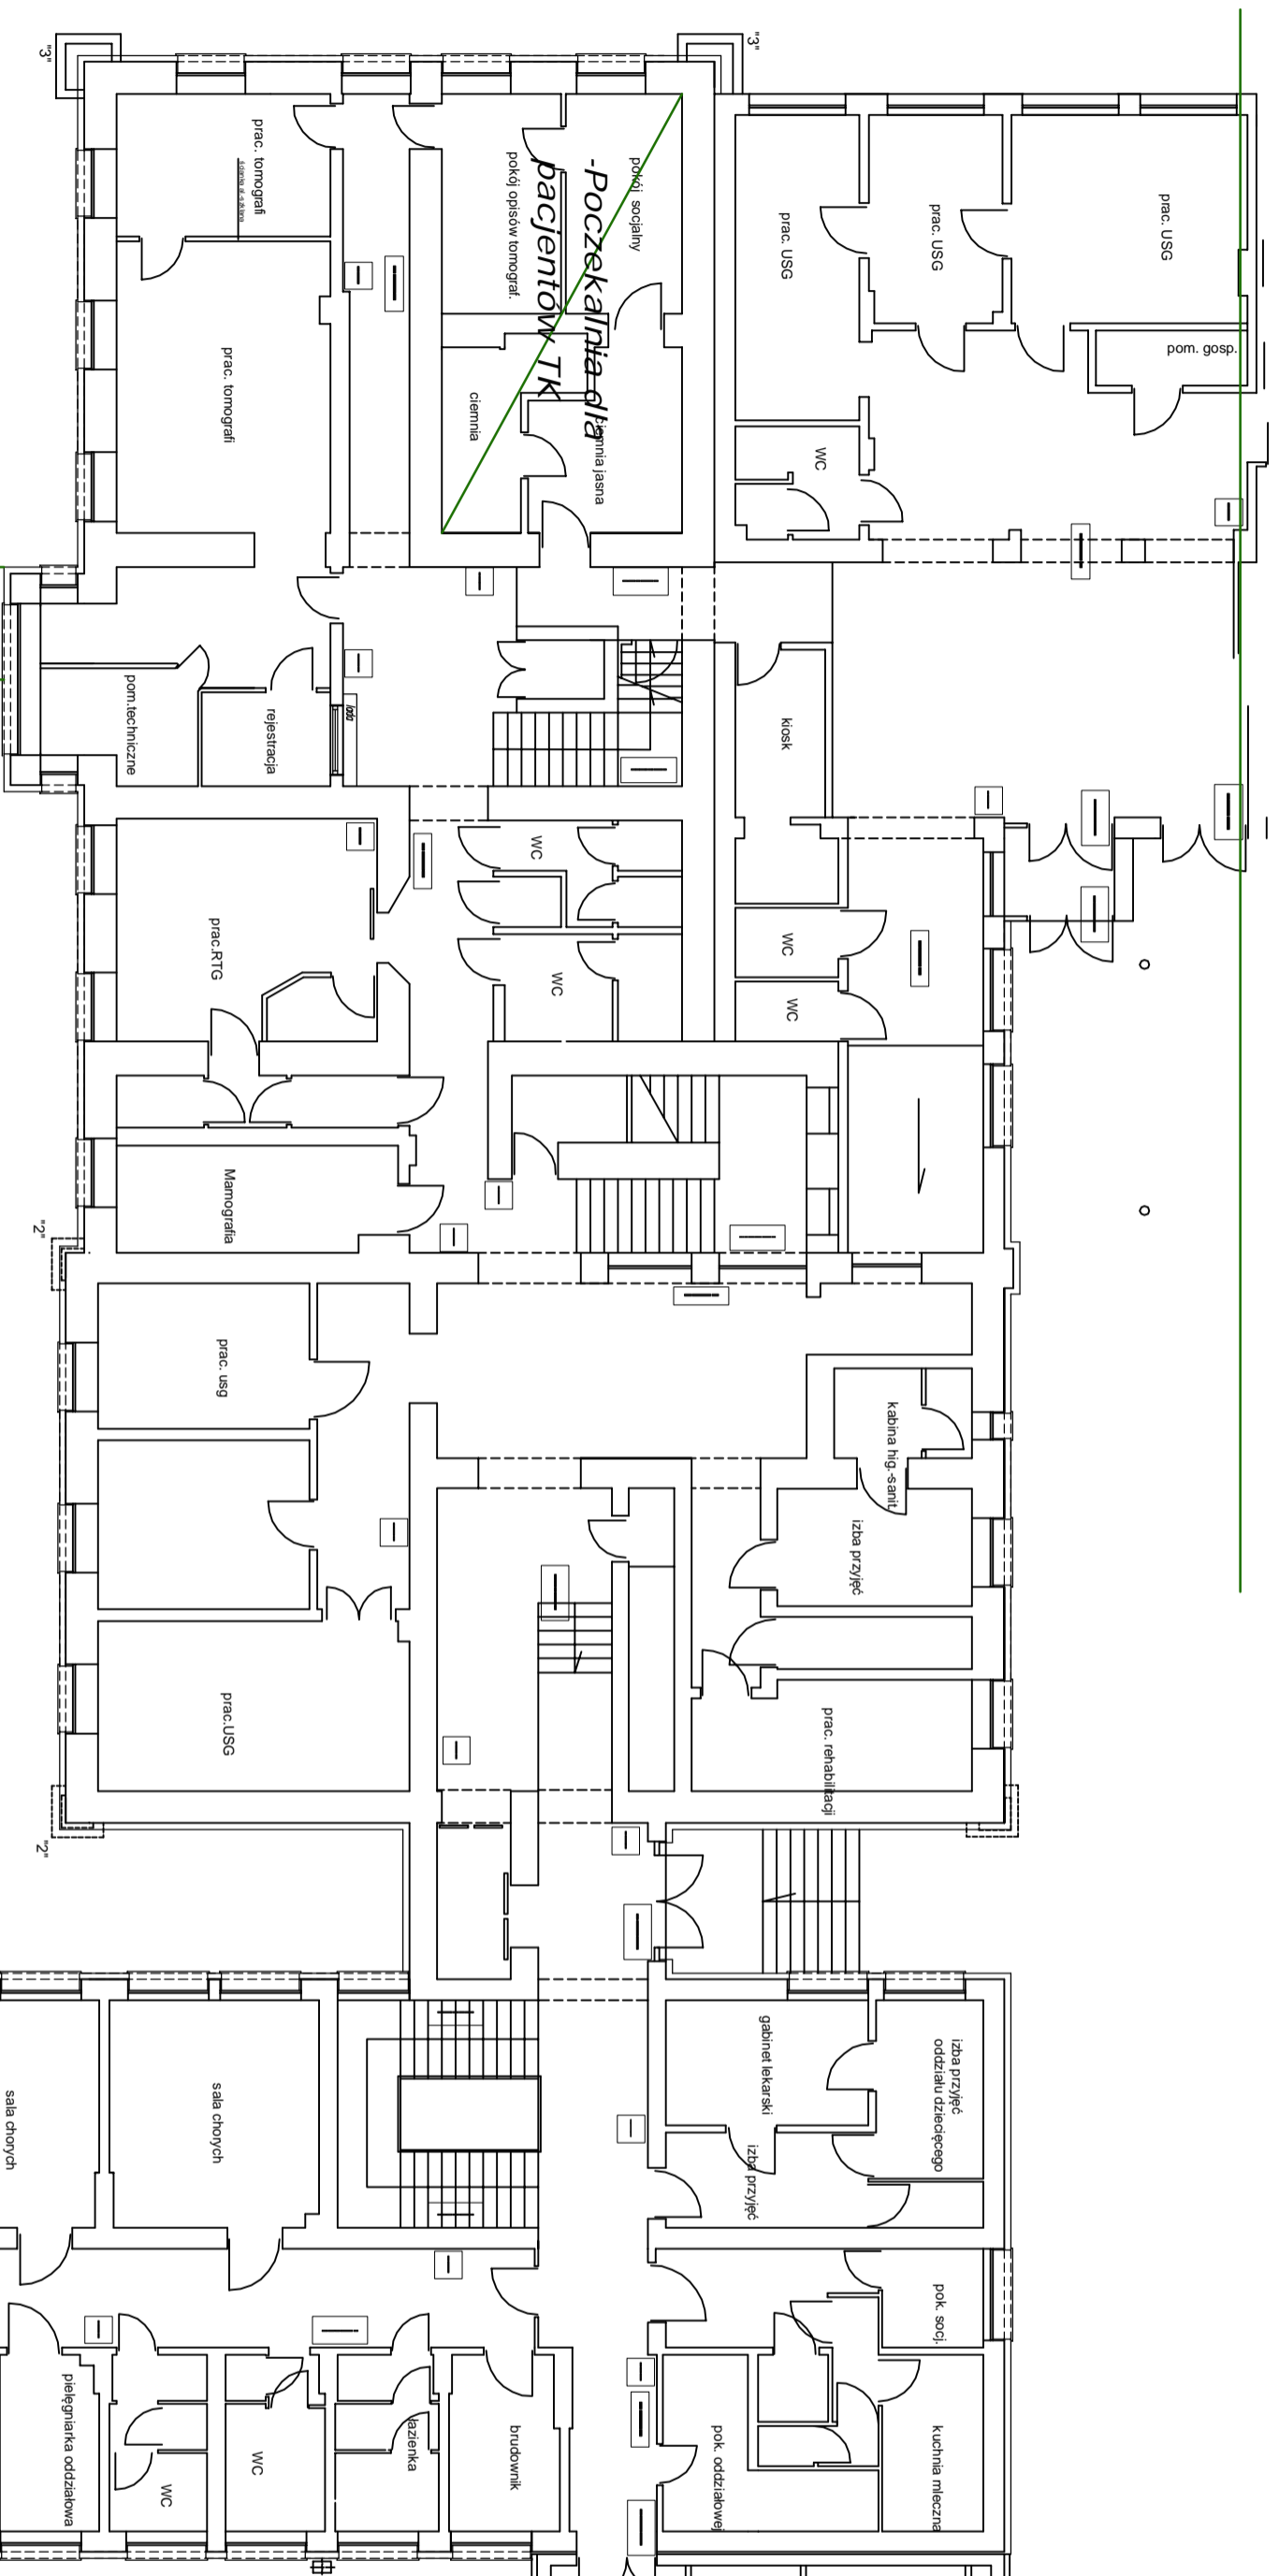 "3"
"3"
prac. tomografi
pokój opisów tomograf.
pokój socjalny
-Poczekalnia dla
pacjentów TK
prac. USG
prac. USG
prac. USG
pom. gosp.
prac. tomografi
ciemnia
ciemnia jasna
WC
pom.techniczne
rejestracja
lada
kiosk
prac.RTG
WC
WC
WC
WC
Mamografia
"2"
prac. usg
kabina hig.-sanit.
izba przyjęć
prac.USG
prac. rehabilitacji
"2"
sala chorych
sala chorych
gabinet lekarski
izba przyjęć
oddziału dziecięcego
izba przyjęć
pok. socj.
pielęgniarka oddziałowa
WC
WC
łazienka
brudownik
pok. oddziałowej
kuchnia mleczna